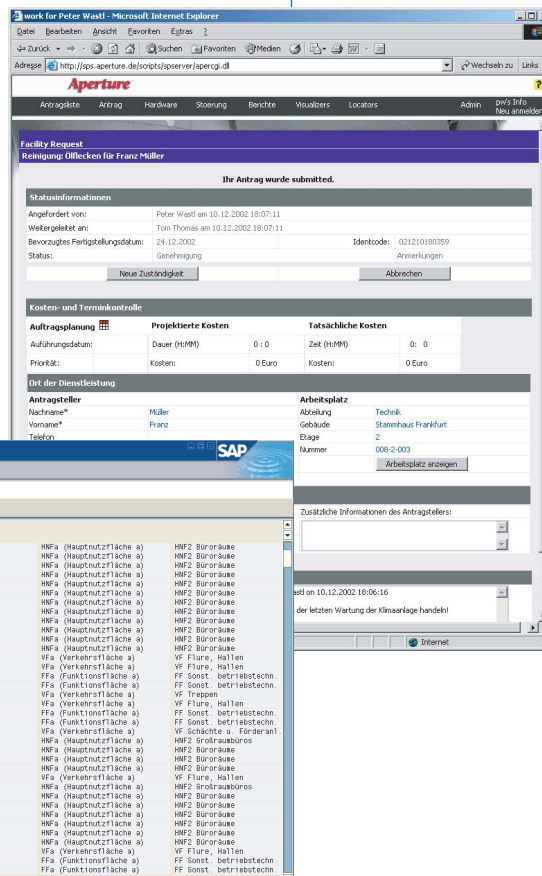 work for Peter Wastl - Microsoft Internet Explorer
Datei Bearbeiten Ansicht Favoriten Extras ?
Zurück Suchen Favoriten Medien
Adresse http://sps.aperture.de/scripts/spserver/apercgi.dll Wechseln zu Links
Aperture ?
Antragsliste Antrag Hardware Stoerung Berichte Visualizers Locators Admin pw's Info
Neu anmelden
Facility Request
Reinigung: Ölflecken für Franz Müller
Ihr Antrag wurde submitted.
Statusinformationen
Angefordert von: Peter Wastl am 10.12.2002 18:07:11
Weitergeleitet an: Tom Thomas am 10.12.2002 18:07:11
Bevorzugtes Fertigstellungsdatum: 24.12.2002 Identcode: 021210180359
Status: Genehmigung Anmerkungen
Neue Zuständigkeit Abbrechen
Kosten- und Terminkontrolle
Auftragsplanung Projektierte Kosten Tatsächliche Kosten
Auführungsdatum: Dauer (H:MM) 0 : 0 Zeit (H:MM) 0: 0
Priorität: Kosten: 0 Euro Kosten: 0 Euro
Ort der Dienstleistung
Antragsteller Arbeitsplatz
Nachname* Müller Abteilung Technik
Vorname* Franz Gebäude Stammhaus Frankfurt
Telefon Etage 2
Nummer 008-2-003
Arbeitsplatz anzeigen
Zusätzliche Informationen des Antragstellers:
astl on 10.12.2002 18:06:16
der letzten Wartung der Klimaanlage handeln!
Internet
SAP
HNFa (Hauptnutzfläche a) HNF2 Büroräume
HNFa (Hauptnutzfläche a) HNF2 Büroräume
HNFa (Hauptnutzfläche a) HNF2 Büroräume
HNFa (Hauptnutzfläche a) HNF2 Büroräume
HNFa (Hauptnutzfläche a) HNF2 Büroräume
HNFa (Hauptnutzfläche a) HNF2 Büroräume
HNFa (Hauptnutzfläche a) HNF2 Büroräume
HNFa (Hauptnutzfläche a) HNF2 Büroräume
HNFa (Hauptnutzfläche a) HNF2 Büroräume
HNFa (Hauptnutzfläche a) HNF2 Büroräume
HNFa (Hauptnutzfläche a) HNF2 Büroräume
HNFa (Hauptnutzfläche a) HNF2 Büroräume
VFa (Verkehrsfläche a) VF Flure, Hallen
VFa (Verkehrsfläche a) VF Flure, Hallen
FFa (Funktionsfläche a) FF Sonst. betriebstechn.
FFa (Funktionsfläche a) FF Sonst. betriebstechn.
VFa (Verkehrsfläche a) VF Treppen
VFa (Verkehrsfläche a) VF Flure, Hallen
FFa (Funktionsfläche a) FF Sonst. betriebstechn.
FFa (Funktionsfläche a) FF Sonst. betriebstechn.
VFa (Verkehrsfläche a) VF Schächte u. Förderanl.
HNFa (Hauptnutzfläche a) HNF2 Großraumbüros
HNFa (Hauptnutzfläche a) HNF2 Büroräume
HNFa (Hauptnutzfläche a) HNF2 Büroräume
HNFa (Hauptnutzfläche a) HNF2 Büroräume
VFa (Verkehrsfläche a) VF Flure, Hallen
HNFa (Hauptnutzfläche a) HNF2 Großraumbüros
HNFa (Hauptnutzfläche a) HNF2 Büroräume
HNFa (Hauptnutzfläche a) HNF2 Büroräume
HNFa (Hauptnutzfläche a) HNF2 Büroräume
HNFa (Hauptnutzfläche a) HNF2 Büroräume
HNFa (Hauptnutzfläche a) HNF2 Büroräume
HNFa (Hauptnutzfläche a) HNF2 Büroräume
VFa (Verkehrsfläche a) VF Flure, Hallen
FFa (Funktionsfläche a) FF Sonst. betriebstechn.
FFa (Funktionsfläche a) FF Sonst. betriebstechn.